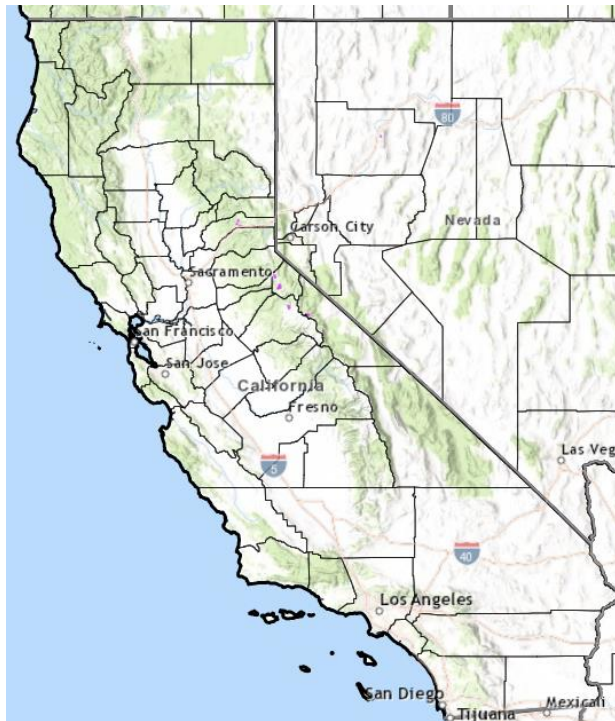 80
Nevada
Carson City
Sacramento
San Francisco
San Jose
California
Fresno
5
Las Veg
40
Los Angeles
San Diego
Tijuana
Mexicali